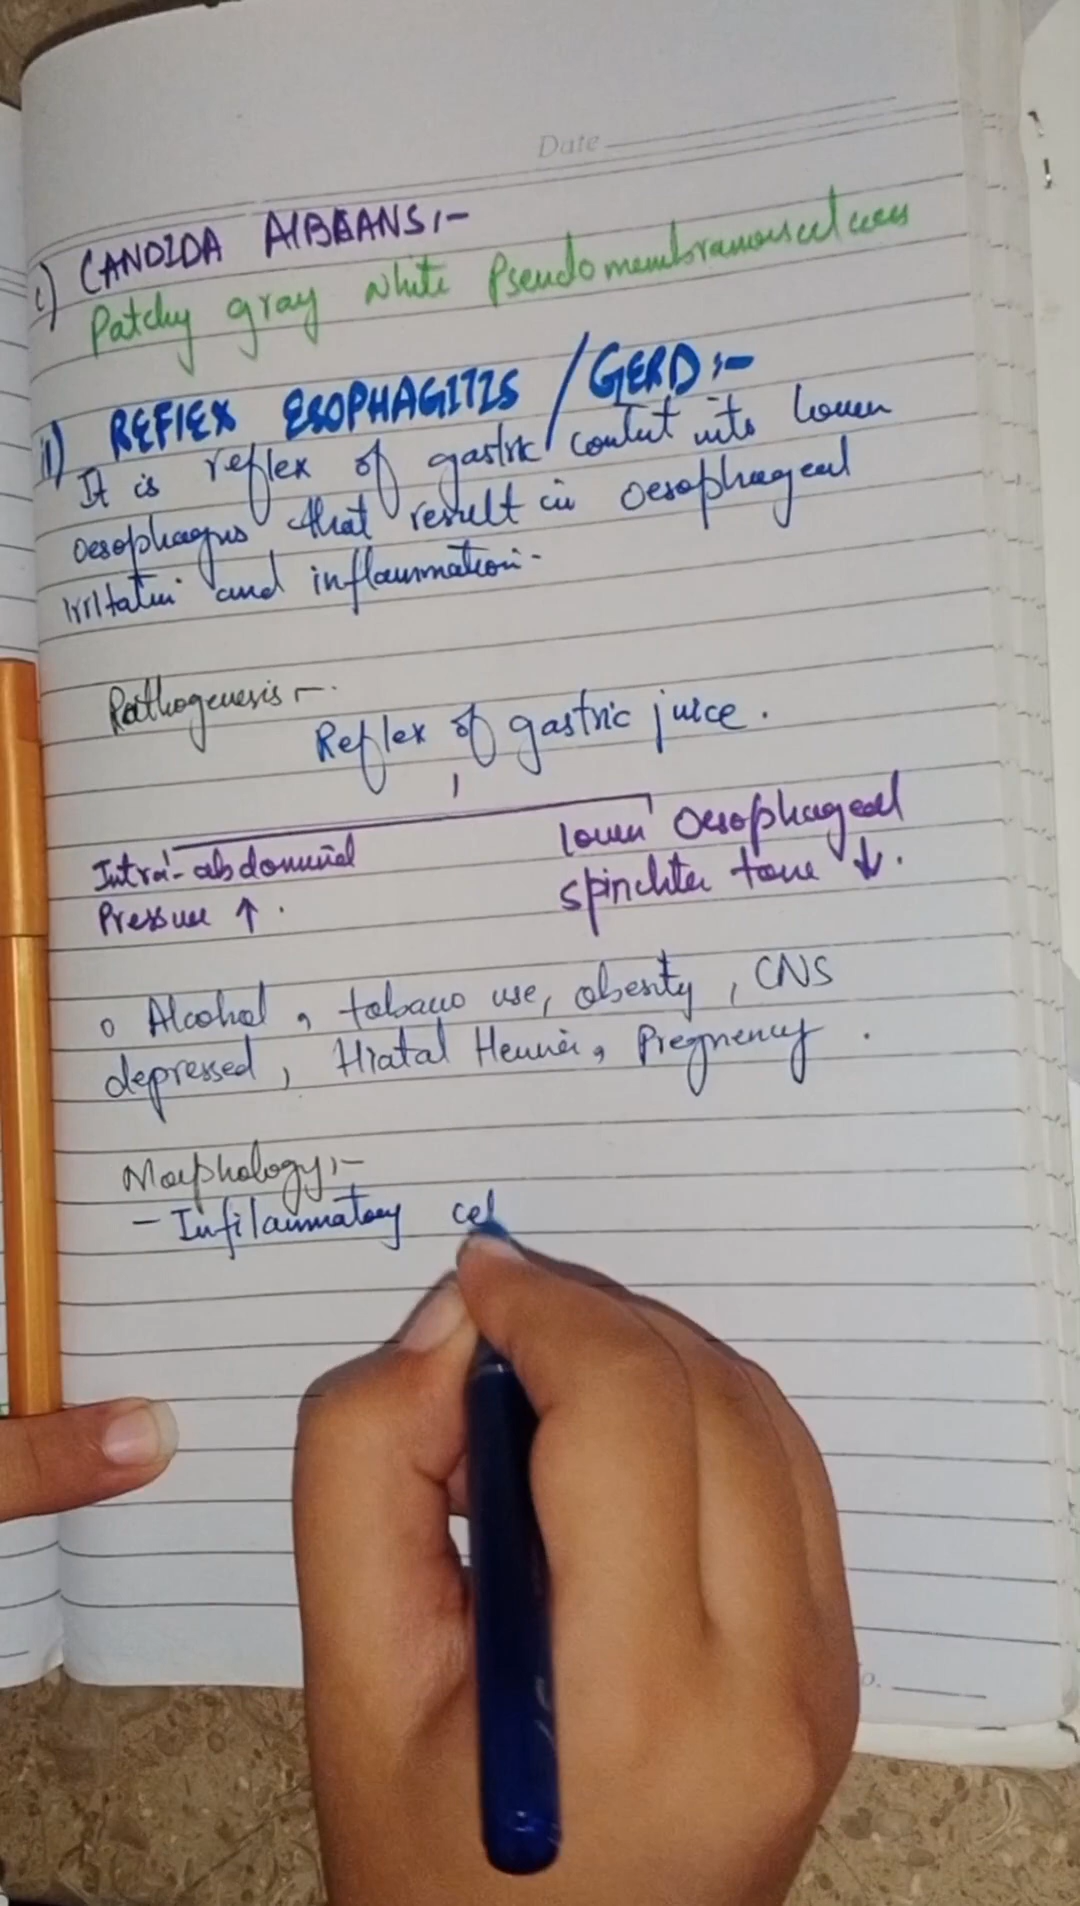 Date
c) CANDIDA AlBAANS:-
Patchy gray white Pseudomembranous
ii) REFlEX ESOPHAGITIS / GERD:-
It is reflex of gastric content into lower
oesophagus that result in oesophageal
irritation and inflammation-
Pathogenesis -.
Reflex of gastric juice.
Intra-abdominal
Pressure ↑ .
lower Oesophageal
spinchter tone ↓.
o Alcohol, tobacco use, obesity, CNS
depressed, Hiatal Hernia, Pregnency .
Morphology:-
- Infilammatory cel
o.